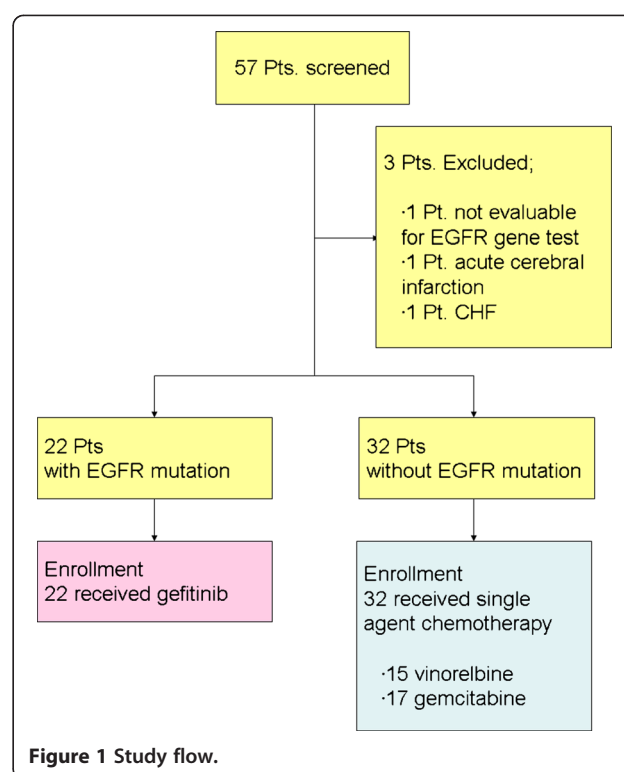 57 Pts. screened
3 Pts. Excluded;
·1 Pt. not evaluable
for EGFR gene test
·1 Pt. acute cerebral
infarction
·1 Pt. CHF
22 Pts
with EGFR mutation
32 Pts
without EGFR mutation
Enrollment
22 received gefitinib
Enrollment
32 received single
agent chemotherapy
·15 vinorelbine
·17 gemcitabine
Figure 1 Study flow.